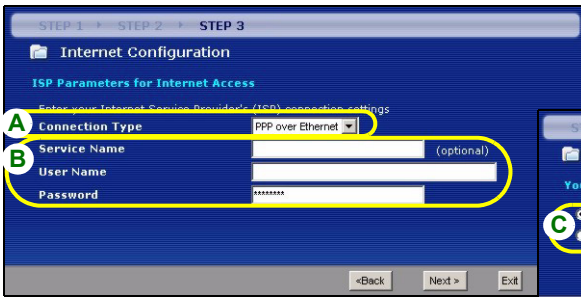 STEP 1 STEP 2 STEP 3
Internet Configuration
ISP Parameters for Internet Access
Enter your Internet Service Provider's (ISP) connection settings
A
Connection Type PPP over Ethernet
B
Service Name (optional)
User Name
Password ********
C
<Back Next > Exit